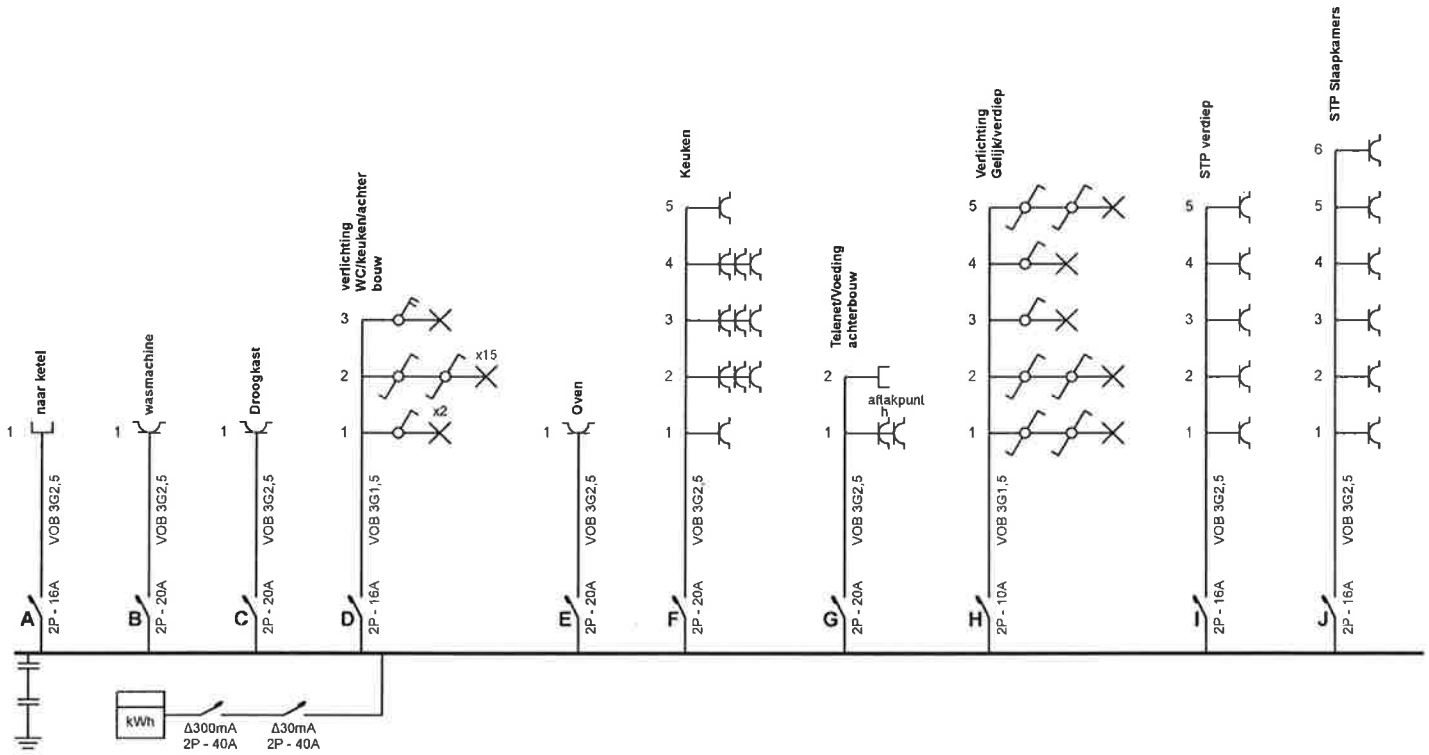 naar ketel
1
VOB 3G2,5
A
2P - 16A
wasmachine
1
VOB 3G2,5
B
2P - 20A
Droogkast
1
VOB 3G2,5
C
2P - 20A
verlichting
WC/keuken/achter
bouw
3
2
x15
1
x2
VOB 3G1,5
D
2P - 16A
Oven
1
VOB 3G2,5
E
2P - 20A
Keuken
5
4
3
2
1
VOB 3G2,5
F
2P - 20A
Telenet/Voeding
achterbouw
2
aftakpunt
h
1
VOB 3G2,5
G
2P - 20A
Verlichting
Gelijk/verdiep
5
4
3
2
1
VOB 3G1,5
H
2P - 10A
STP verdiep
5
4
3
2
1
VOB 3G2,5
I
2P - 16A
STP Slaapkamers
6
5
4
3
2
1
VOB 3G2,5
J
2P - 16A
kWh
Δ300mA
2P - 40A
Δ30mA
2P - 40A